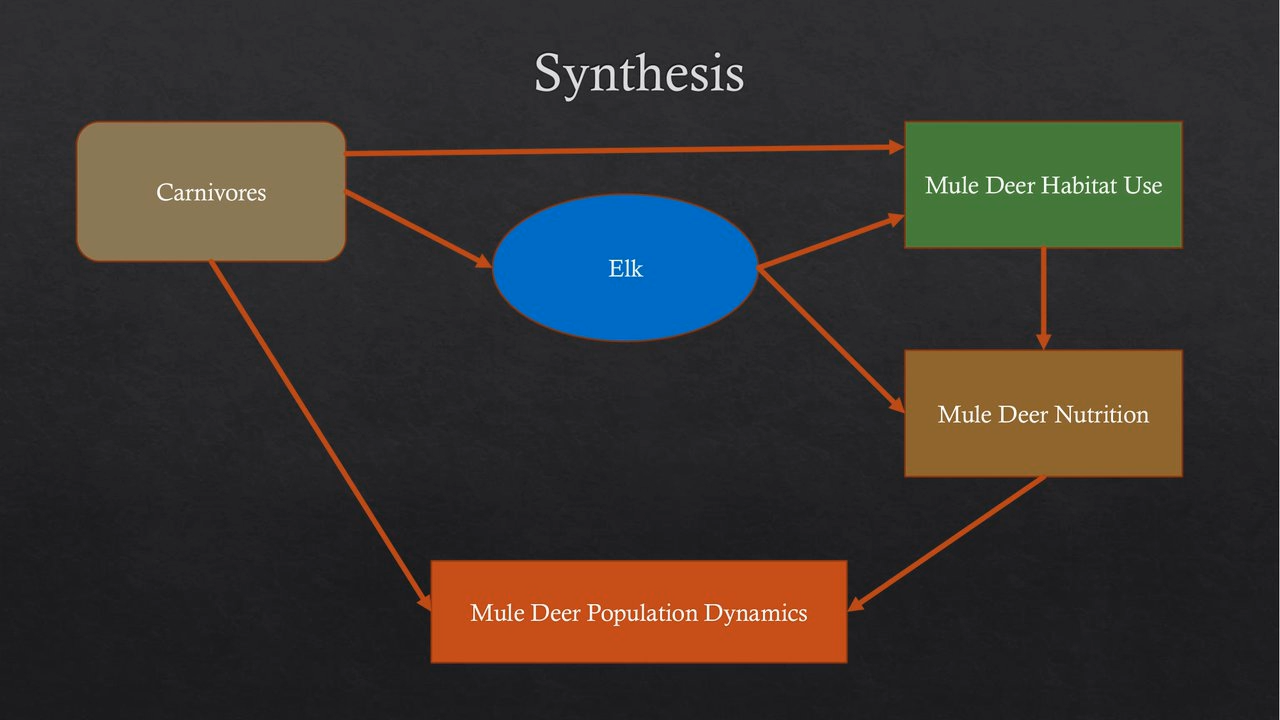 Synthesis
Carnivores
Mule Deer Habitat Use
Elk
Mule Deer Nutrition
Mule Deer Population Dynamics